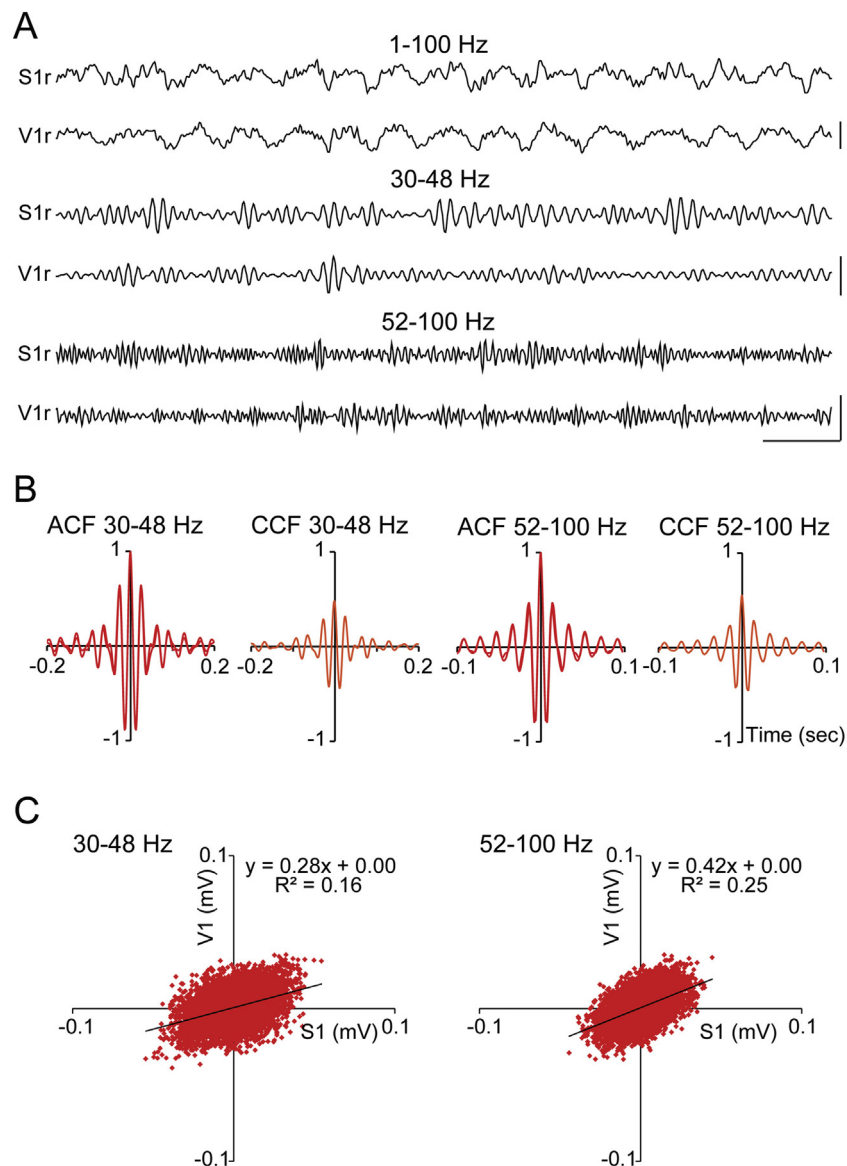 A
1-100 Hz
S1r
V1r
30-48 Hz
S1r
V1r
52-100 Hz
S1r
V1r
B
ACF 30-48 Hz
CCF 30-48 Hz
ACF 52-100 Hz
CCF 52-100 Hz
1
1
1
1
-0.2
0.2
-0.2
0.2
-0.1
0.1
-0.1
0.1
-1
-1
-1
-1
Time (sec)
C
30-48 Hz
0.1
y = 0.28x + 0.00
R² = 0.16
V1 (mV)
-0.1
S1 (mV)
0.1
-0.1
52-100 Hz
0.1
y = 0.42x + 0.00
R² = 0.25
V1 (mV)
-0.1
S1 (mV)
0.1
-0.1